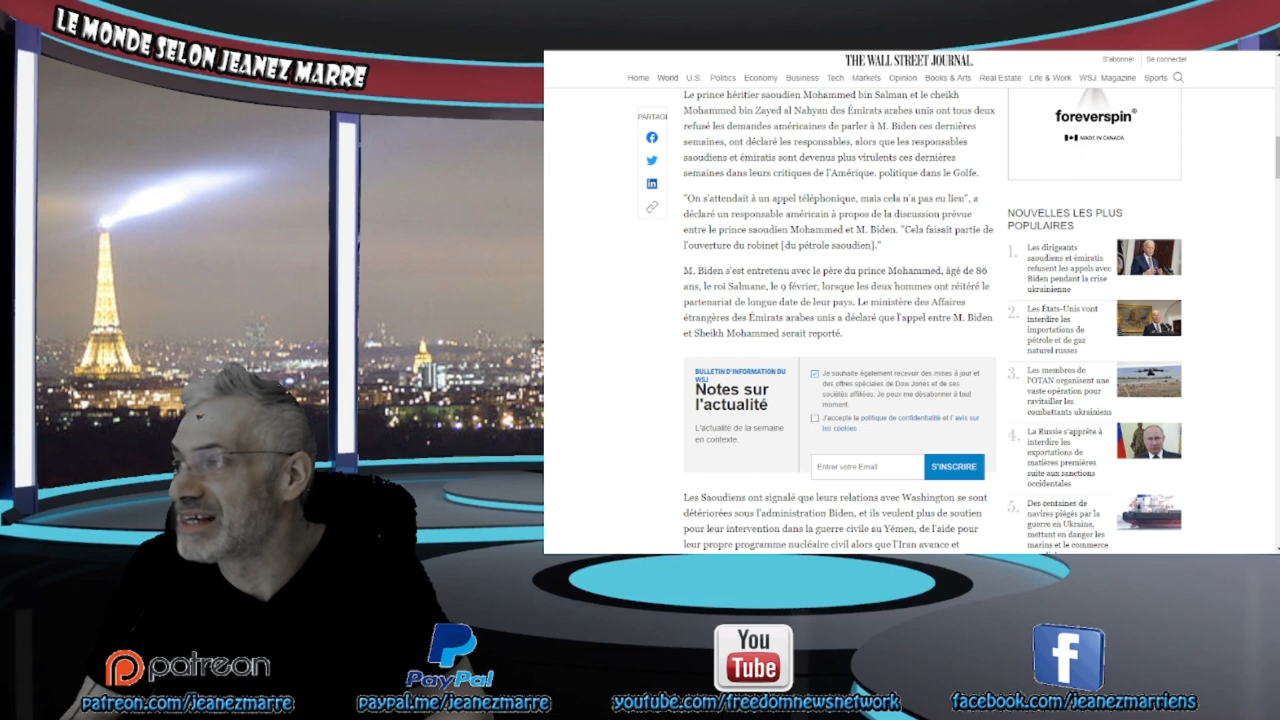 LE MONDE SELON JEANEZ MARRE
THE WALL STREET JOURNAL.
S'abonner
Se connecter
Home World U.S. Politics Economy Business Tech Markets Opinion Books & Arts Real Estate Life & Work WSJ. Magazine Sports
PARTAGI
Le prince héritier saoudien Mohammed bin Salman et le cheikh
Mohammed bin Zayed al Nahyan des Émirats arabes unis ont tous deux
refusé les demandes américaines de parler à M. Biden ces dernières
semaines, ont déclaré les responsables, alors que les responsables
saoudiens et émiratis sont devenus plus virulents ces dernières
semaines dans leurs critiques de l'Amérique. politique dans le Golfe.
"On s'attendait à un appel téléphonique, mais cela n'a pas eu lieu", a
déclaré un responsable américain à propos de la discussion prévue
entre le prince saoudien Mohammed et M. Biden. "Cela faisait partie de
l'ouverture du robinet [du pétrole saoudien]."
M. Biden s'est entretenu avec le père du prince Mohammed, âgé de 86
ans, le roi Salmane, le 9 février, lorsque les deux hommes ont réitéré le
partenariat de longue date de leur pays. Le ministère des Affaires
étrangères des Émirats arabes unis a déclaré que l'appel entre M. Biden
et Sheikh Mohammed serait reporté.
BULLETIN D'INFORMATION DU
WSJ
Notes sur
l'actualité
L'actualité de la semaine
en contexte.
Je souhaite également recevoir des mises à jour et
des offres spéciales de Dow Jones et de ses
sociétés affiliées. Je peux me désabonner à tout
moment.
J'accepte la politique de confidentialité et l' avis sur
les cookies .
Entrer votre Email
S'INSCRIRE
Les Saoudiens ont signalé que leurs relations avec Washington se sont
détériorées sous l'administration Biden, et ils veulent plus de soutien
pour leur intervention dans la guerre civile au Yémen, de l'aide pour
leur propre programme nucléaire civil alors que l'Iran avance et
foreverspin®
MADE IN CANADA
NOUVELLES LES PLUS
POPULAIRES
1.
Les dirigeants
saoudiens et émiratis
refusent les appels avec
Biden pendant la crise
ukrainienne
2.
Les États-Unis vont
interdire les
importations de
pétrole et de gaz
naturel russes
3.
Les membres de
l'OTAN organisent une
vaste opération pour
ravitailler les
combattants ukrainiens
4.
La Russie s'apprête à
interdire les
exportations de
matières premières
suite aux sanctions
occidentales
5.
Des centaines de
navires piégés par la
guerre en Ukraine,
mettant en danger les
marins et le commerce
patreon
patreon.com/jeanezmarre
PayPal
paypal.me/jeanezmarre
You
Tube
youtube.com/freedomnewsnetwork
f
facebook.com/jeanezmarriens